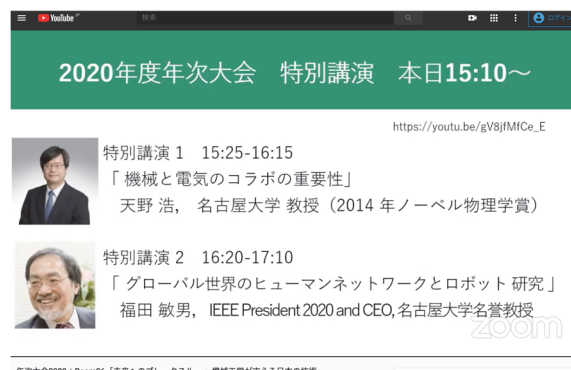 YouTube JP
検索
ログイン
2020年度年次大会 特別講演 本日15:10～
https://youtu.be/gV8jfMfCe_E
特別講演 1 15:25-16:15
「 機械と電気のコラボの重要性」
天野 浩, 名古屋大学 教授（2014 年ノーベル物理学賞）
特別講演 2 16:20-17:10
「 グローバル世界のヒューマンネットワークとロボット 研究 」
福田 敏男, IEEE President 2020 and CEO, 名古屋大学名誉教授
zoom